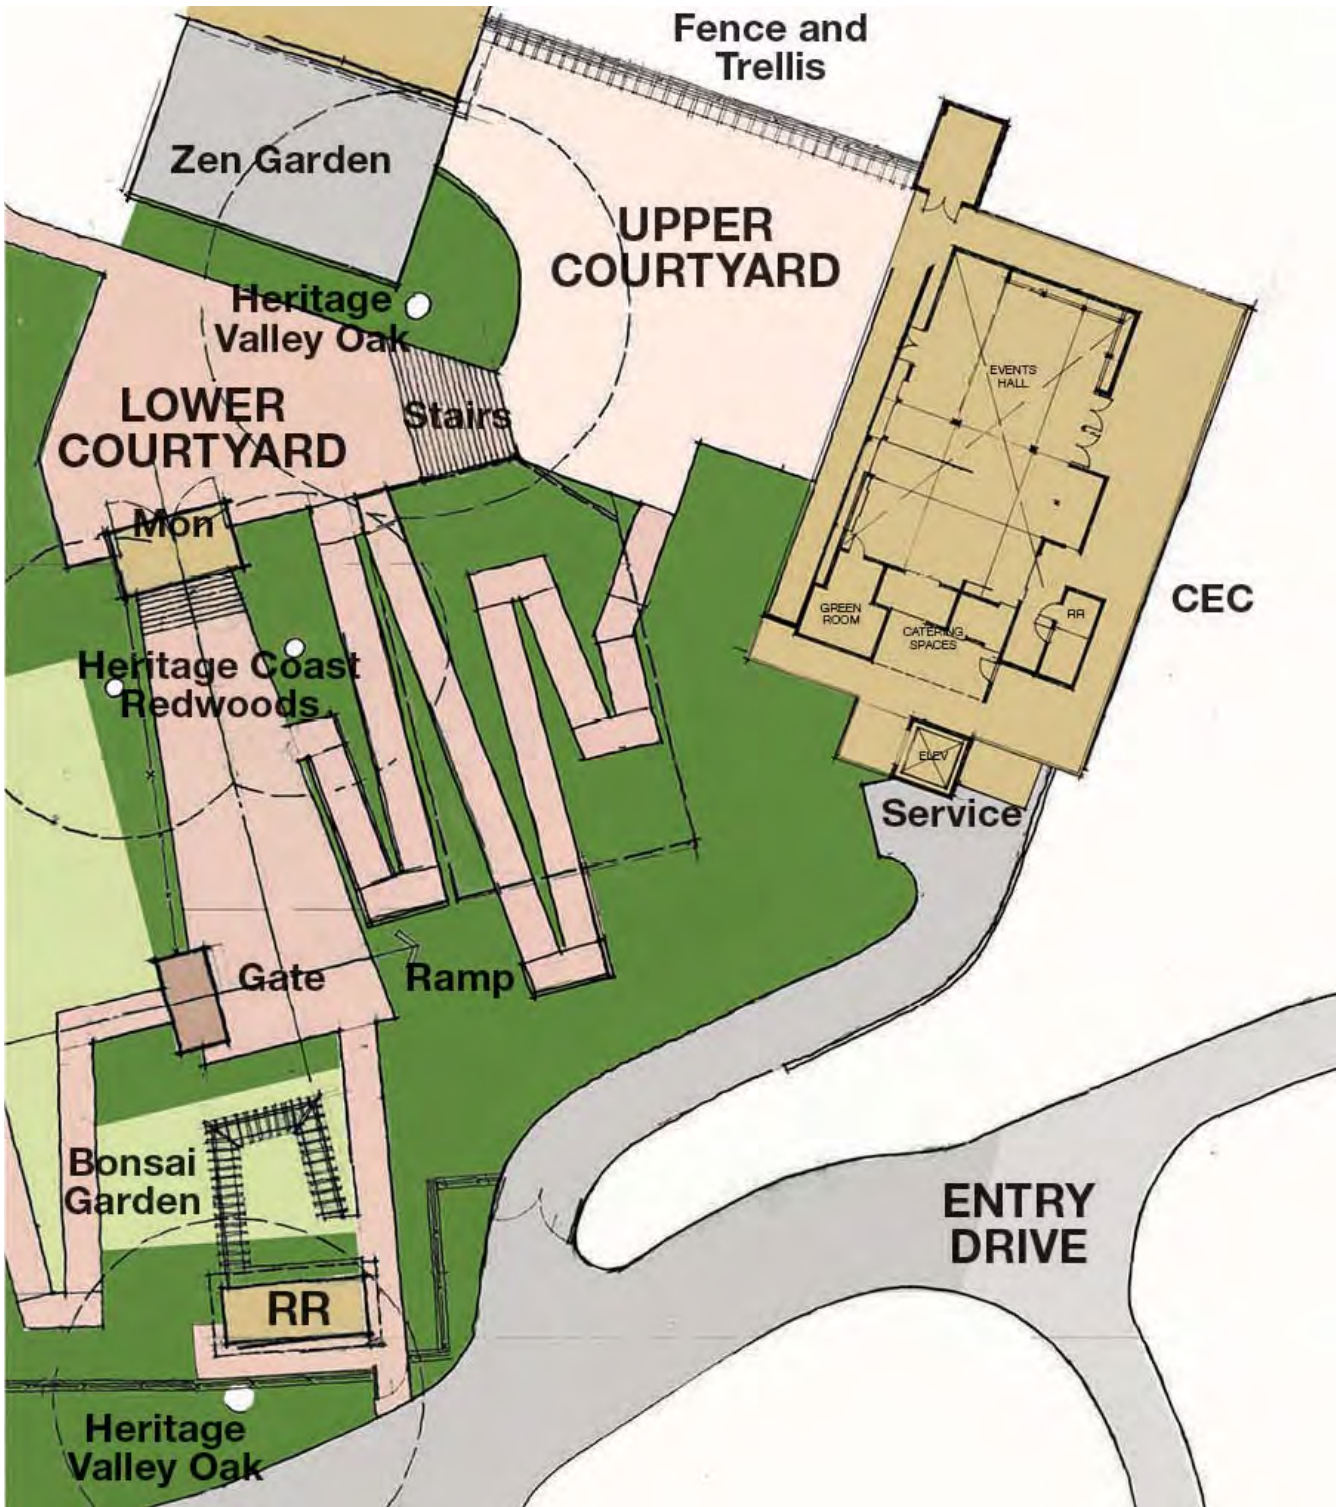 Fence and
Trellis
Zen Garden
UPPER
COURTYARD
Heritage
Valley Oak
EVENTS
HALL
LOWER
COURTYARD
Stairs
Mon
CEC
GREEN
ROOM
CATERING
SPACES
RR
Heritage Coast
Redwoods
ELEV
Service
Gate
Ramp
Bonsai
Garden
ENTRY
DRIVE
RR
Heritage
Valley Oak